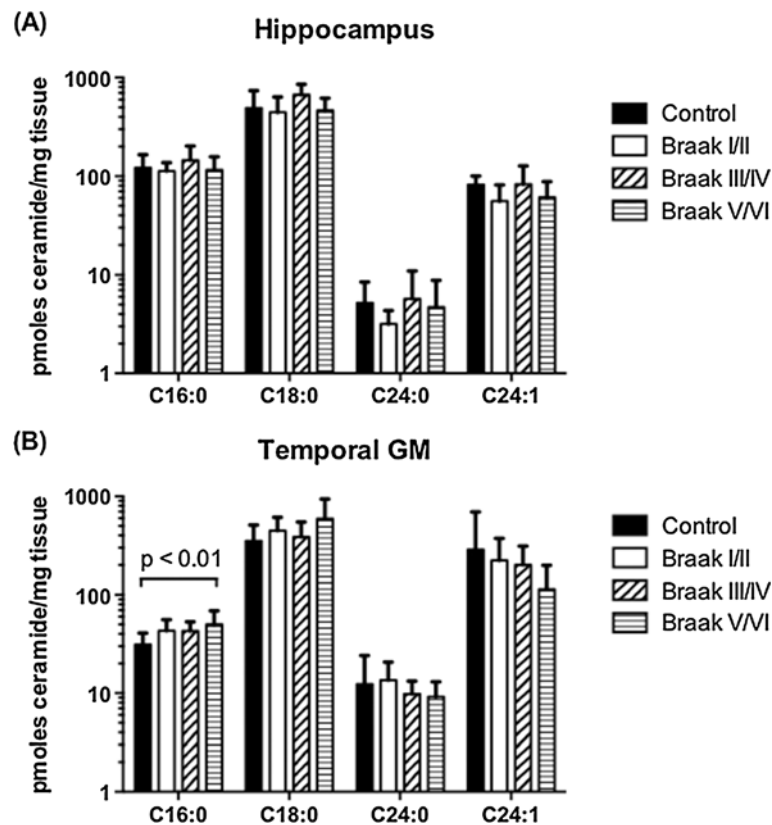 (A)
Hippocampus
pmoles ceramide/mg tissue
1000
100
10
1
C16:0 C18:0 C24:0 C24:1
Control
Braak I/II
Braak III/IV
Braak V/VI
(B)
Temporal GM
pmoles ceramide/mg tissue
1000
100
10
1
p < 0.01
C16:0 C18:0 C24:0 C24:1
Control
Braak I/II
Braak III/IV
Braak V/VI